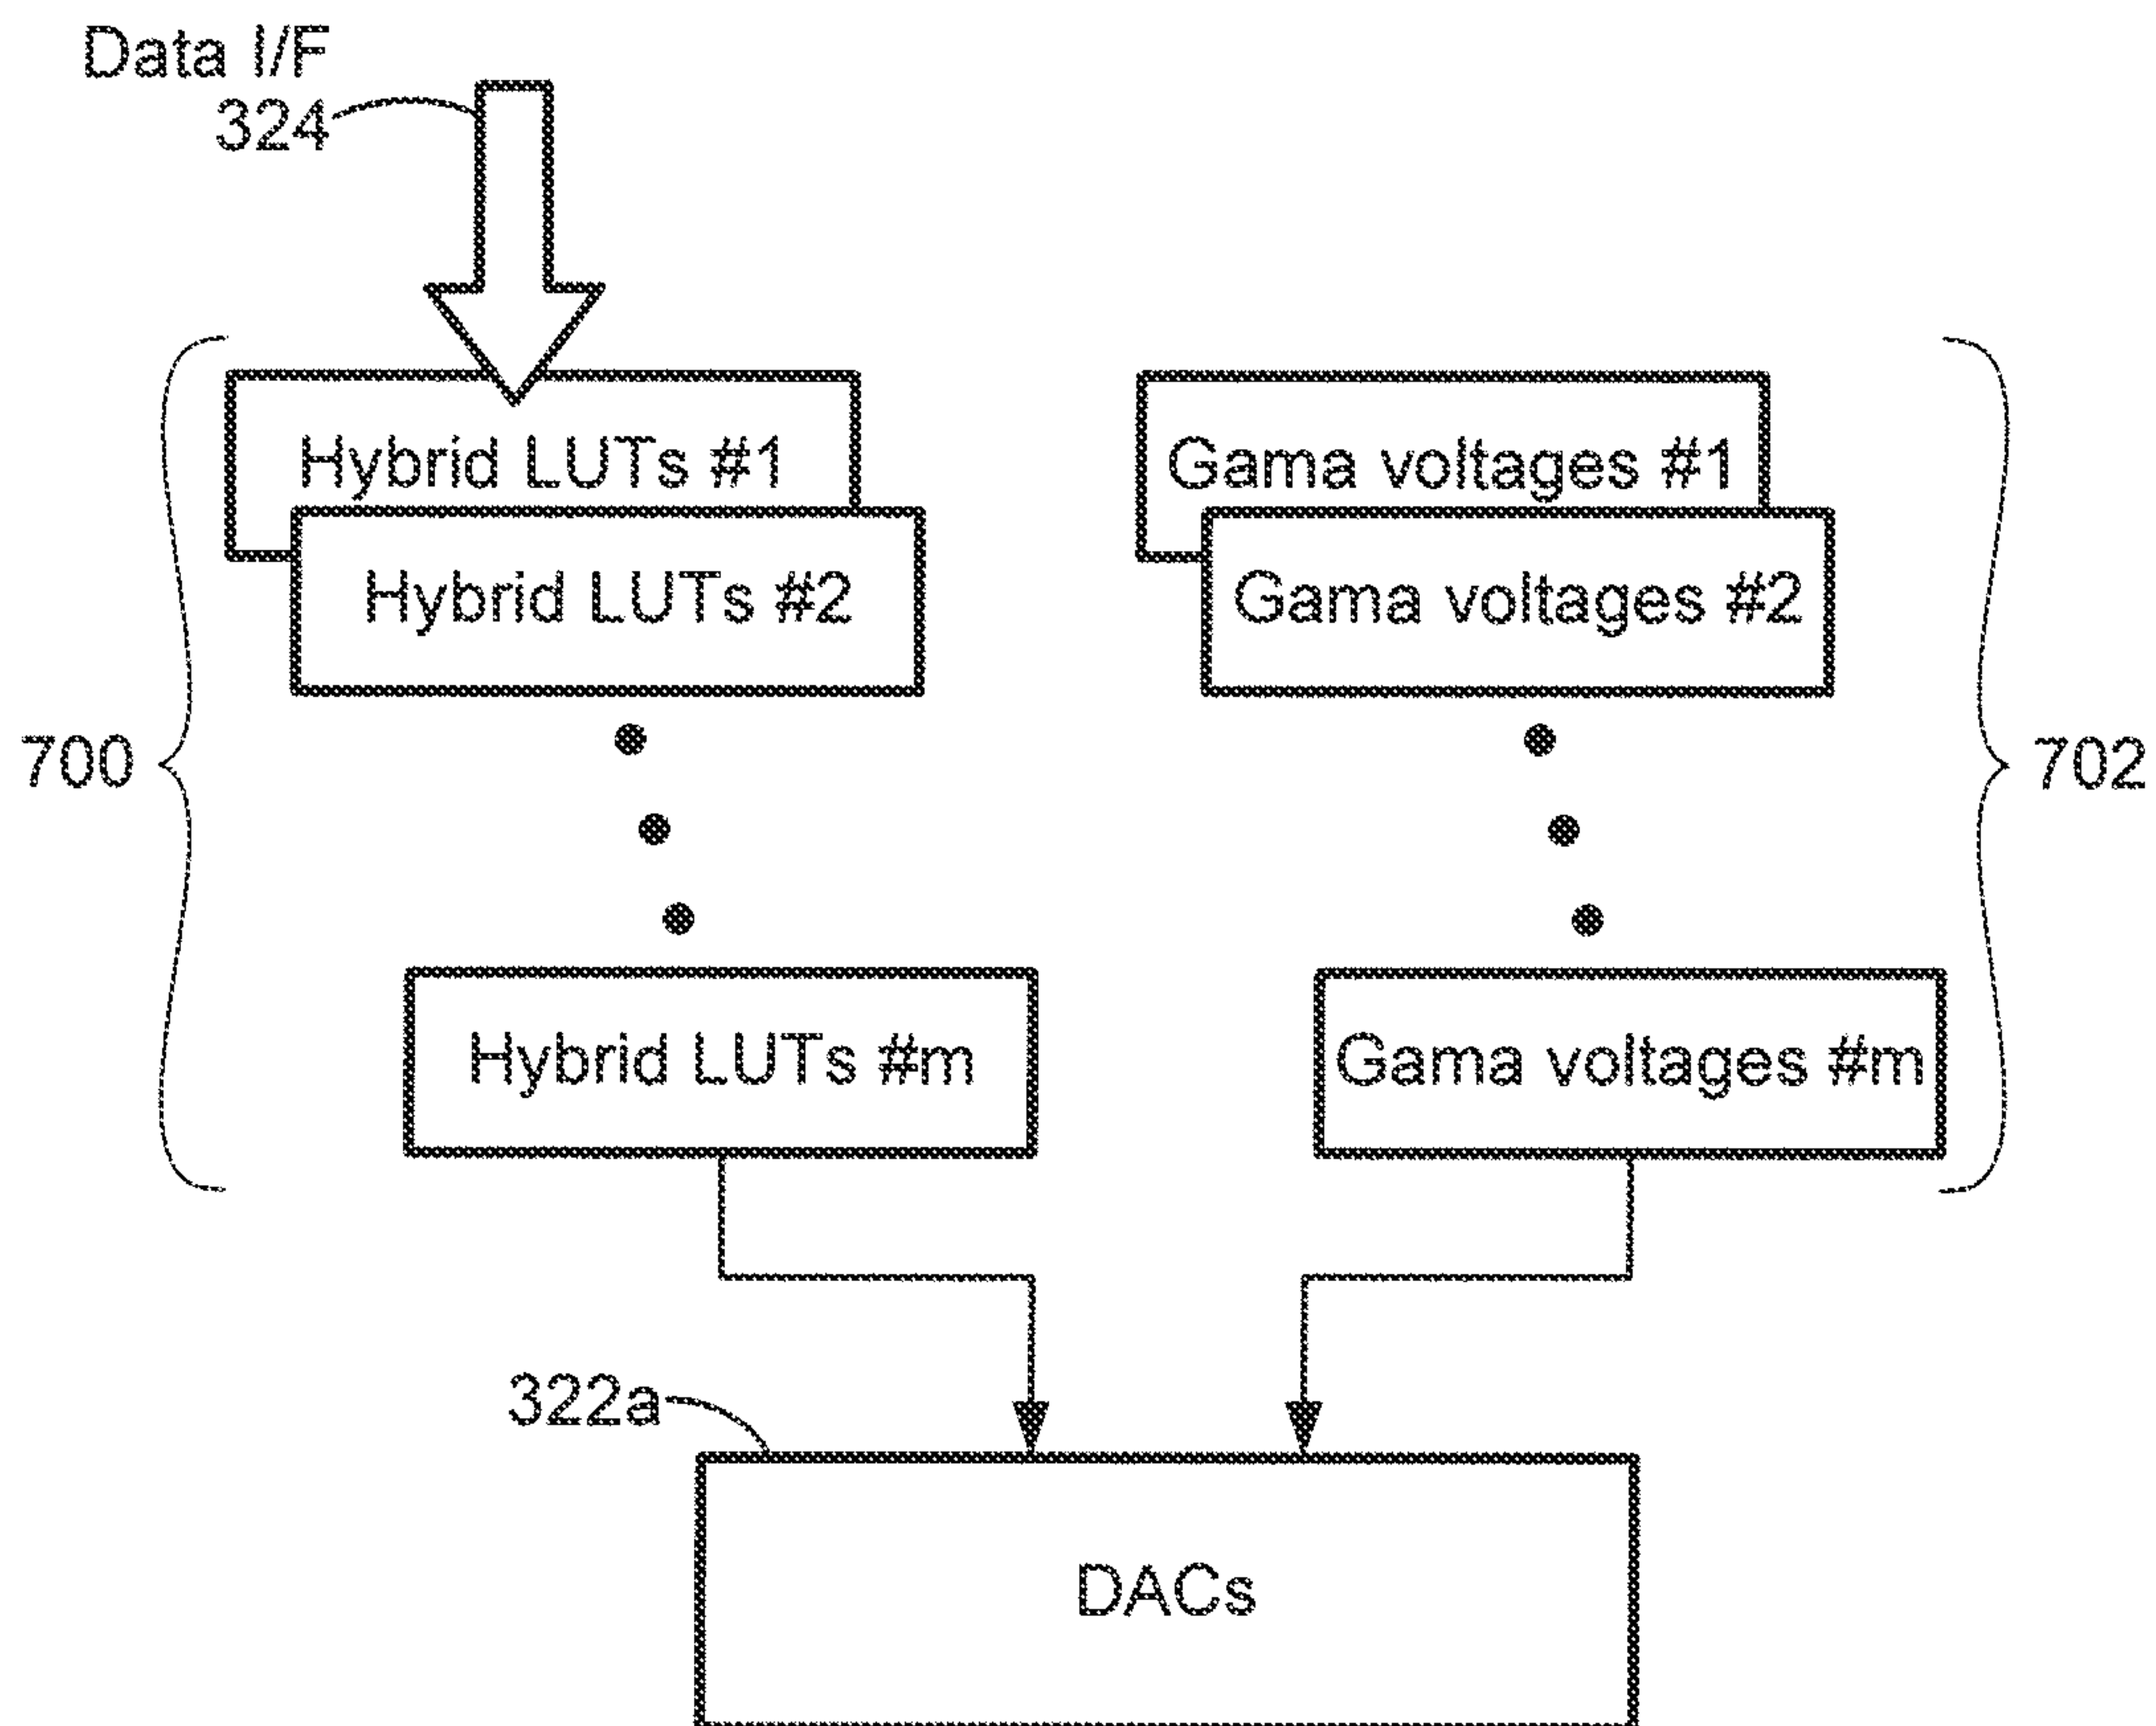 Data I/F
324
Hybrid LUTs #1
Gama voltages #1
Hybrid LUTs #2
Gama voltages #2
700
702
Hybrid LUTs #m
Gama voltages #m
322a
DACs